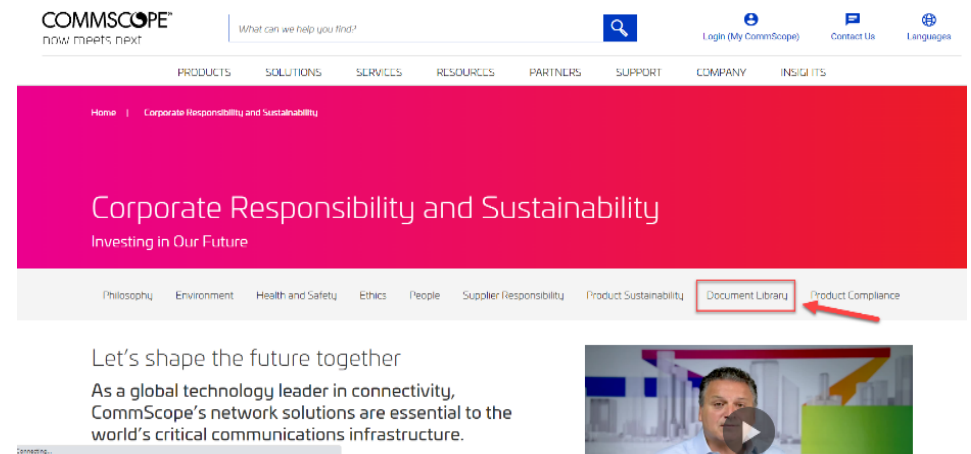 COMMSCOPE™
now meets next
What can we help you find?
Login (My CommScope)
Contact Us
Languages
PRODUCTS SOLUTIONS SERVICES RESOURCES PARTNERS SUPPORT COMPANY INSIGHTS
Home | Corporate Responsibility and Sustainability
Corporate Responsibility and Sustainability
Investing in Our Future
Philosophy Environment Health and Safety Ethics People Supplier Responsibility Product Sustainability Document Library Product Compliance
Let's shape the future together
As a global technology leader in connectivity,
CommScope's network solutions are essential to the
world's critical communications infrastructure.
Connecting...